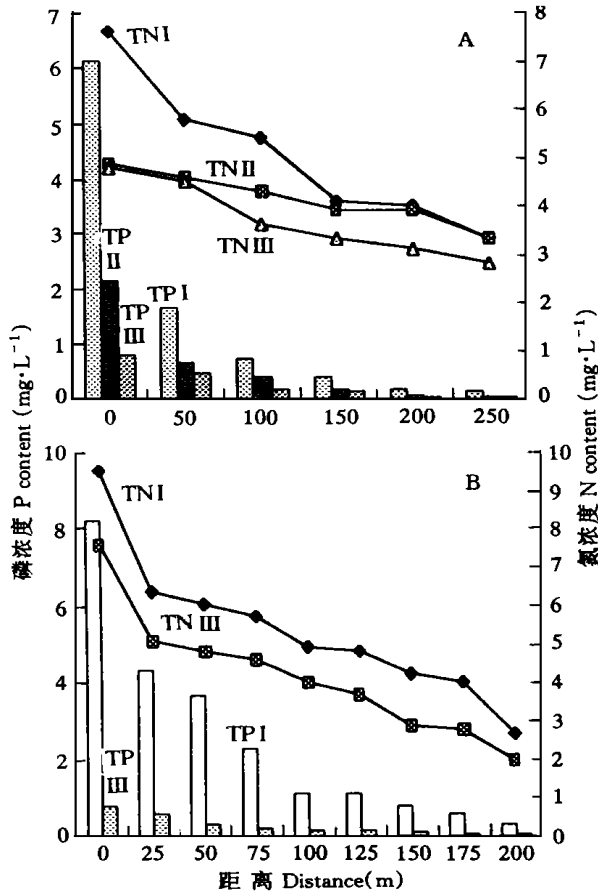 7
6
5
4
3
2
1
0
8
7
6
5
4
3
2
1
0
A
TN I
TN II
TN III
TP
II
TP
III
TP I
0
50
100
150
200
250
磷浓度 P content (mg·L⁻¹)
氮浓度 N content (mg·L⁻¹)
10
8
6
4
2
0
10
9
8
7
6
5
4
3
2
1
0
B
TN I
TN III
TP
III
TP I
0
25
50
75
100
125
150
175
200
距 离 Distance(m)